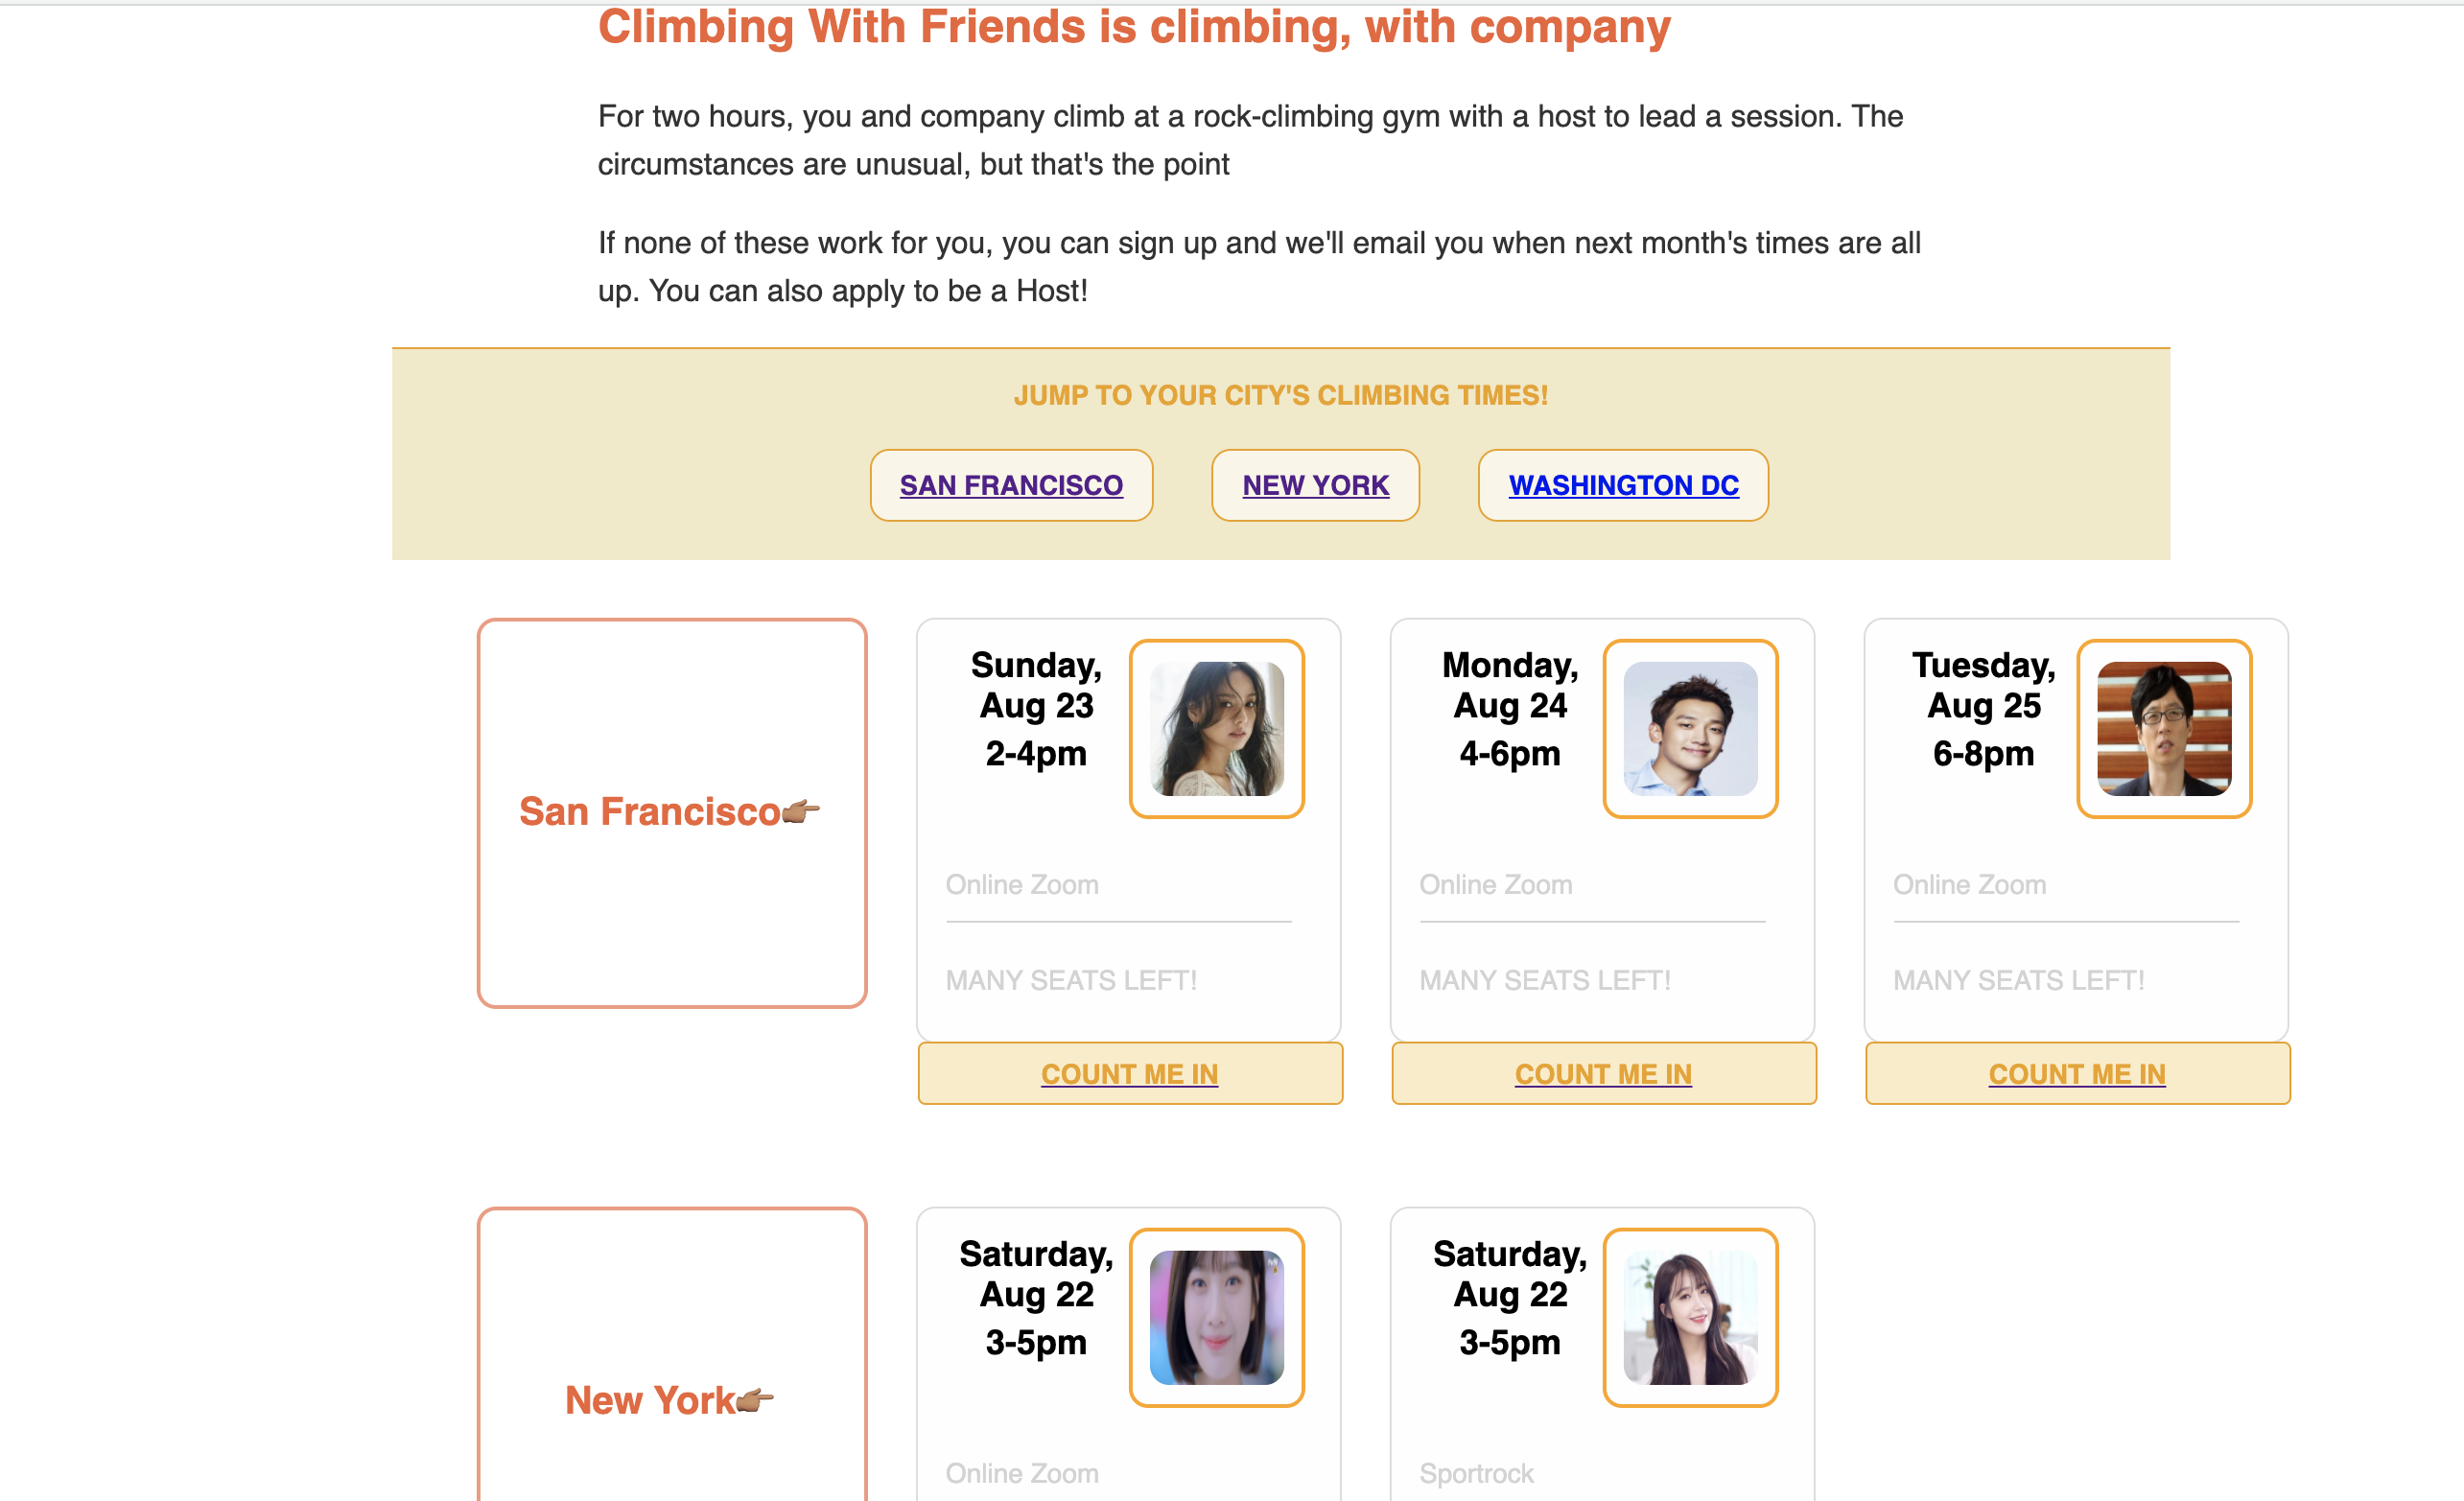 Climbing With Friends is climbing, with company
For two hours, you and company climb at a rock-climbing gym with a host to lead a session. The
circumstances are unusual, but that's the point
If none of these work for you, you can sign up and we'll email you when next month's times are all
up. You can also apply to be a Host!
JUMP TO YOUR CITY'S CLIMBING TIMES!
SAN FRANCISCO
NEW YORK
WASHINGTON DC
San Francisco
Sunday,
Aug 23
2-4pm
Online Zoom
MANY SEATS LEFT!
COUNT ME IN
Monday,
Aug 24
4-6pm
Online Zoom
MANY SEATS LEFT!
COUNT ME IN
Tuesday,
Aug 25
6-8pm
Online Zoom
MANY SEATS LEFT!
COUNT ME IN
New York
Saturday,
Aug 22
3-5pm
Online Zoom
Saturday,
Aug 22
3-5pm
Sportrock